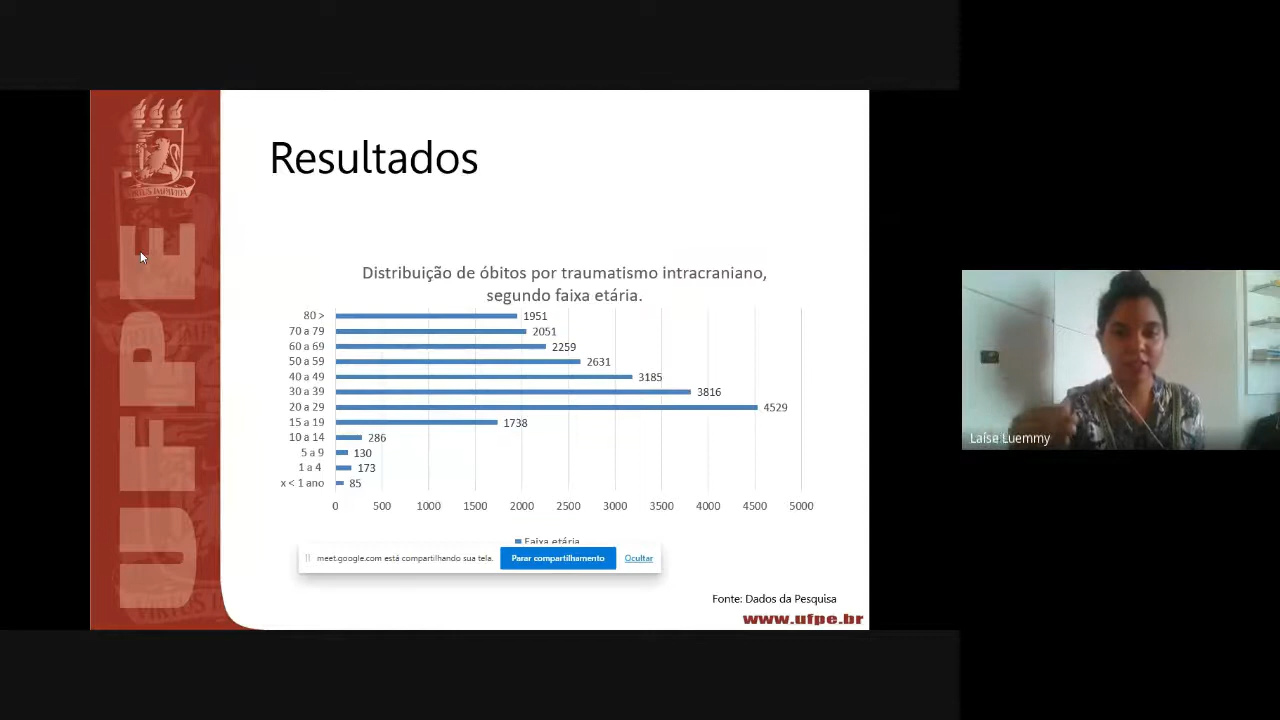 VIRTUS IMPAVIDA
UFPE
Resultados
Distribuição de óbitos por traumatismo intracraniano,
segundo faixa etária.
80 > 1951
70 a 79 2051
60 a 69 2259
50 a 59 2631
40 a 49 3185
30 a 39 3816
20 a 29 4529
15 a 19 1738
10 a 14 286
5 a 9 130
1 a 4 173
x < 1 ano 85
0 500 1000 1500 2000 2500 3000 3500 4000 4500 5000
Faixa etária
meet.google.com está compartilhando sua tela. Parar compartilhamento Ocultar
Fonte: Dados da Pesquisa
www.ufpe.br
Laíse Luemmy